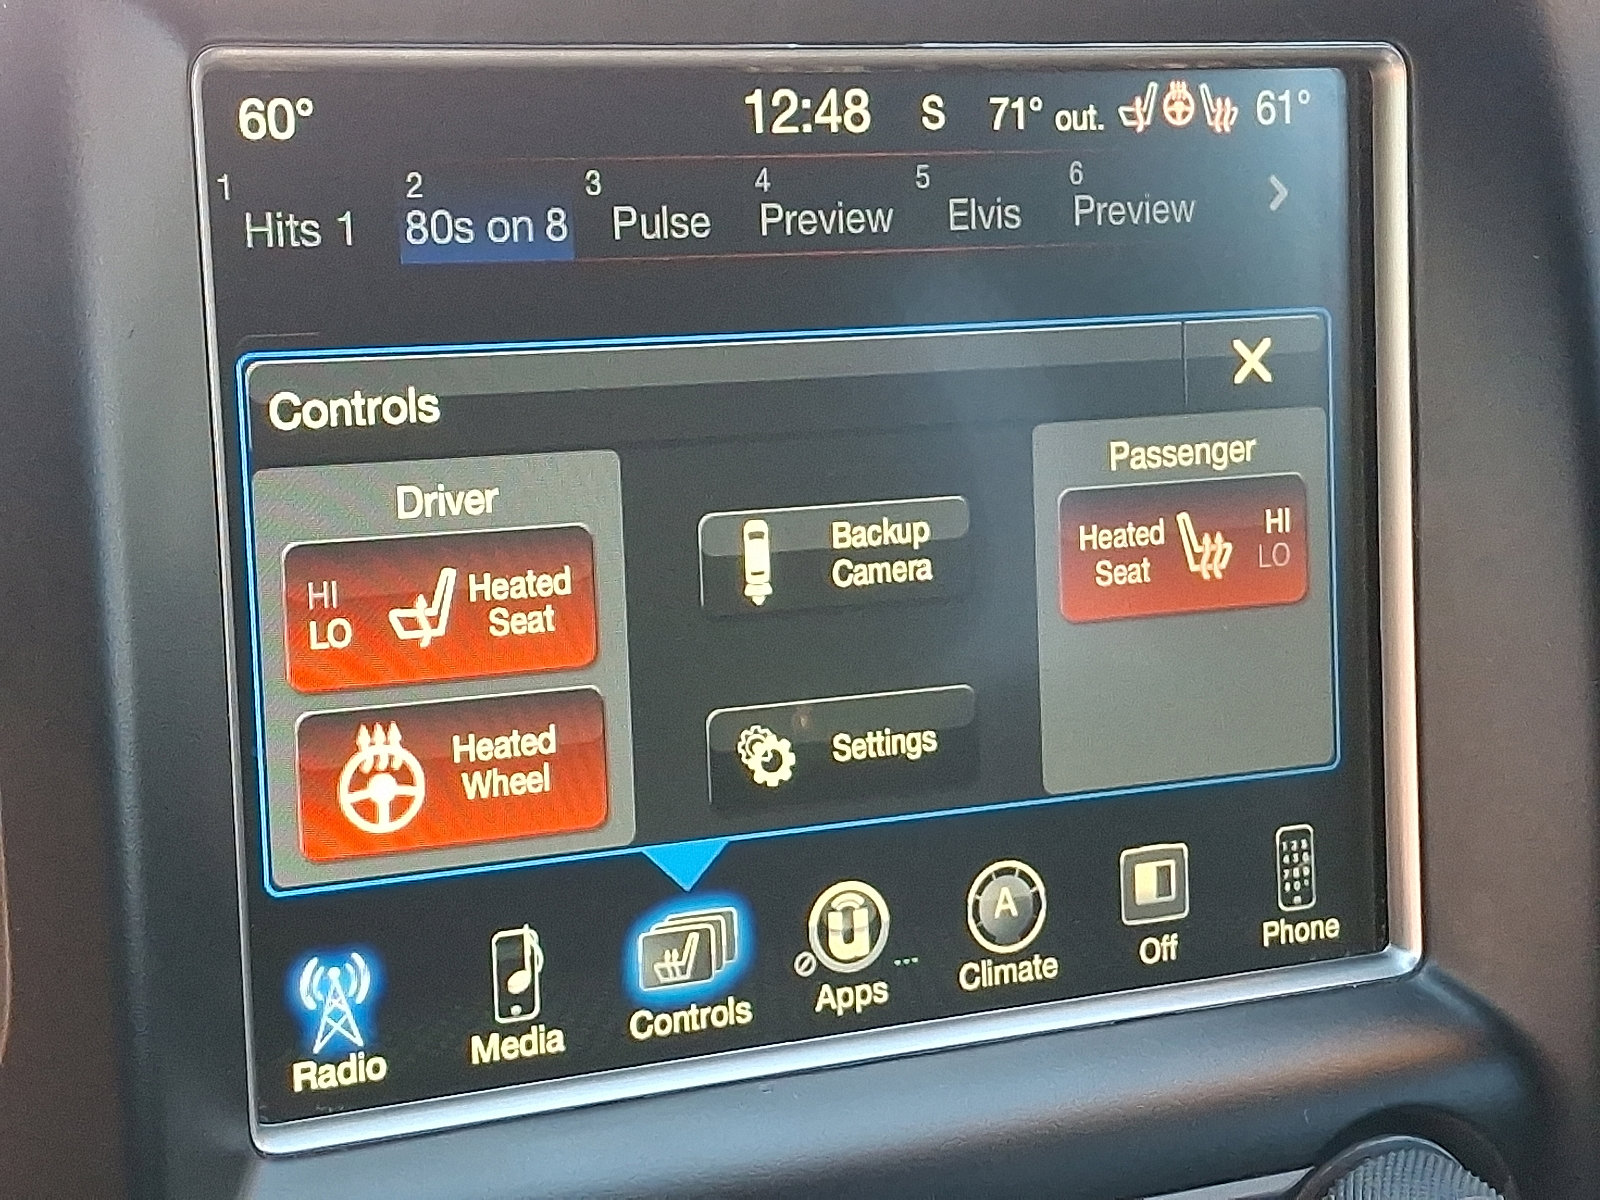 60° 12:48 S 71° out. 61°
1 2 3 4 5 6
Hits 1 80s on 8 Pulse Preview Elvis Preview
Controls X
Driver
HI
LO
Heated
Seat
Heated
Wheel
Backup
Camera
Settings
Passenger
Heated
Seat
HI
LO
Radio Media Controls Apps Climate Off Phone
A